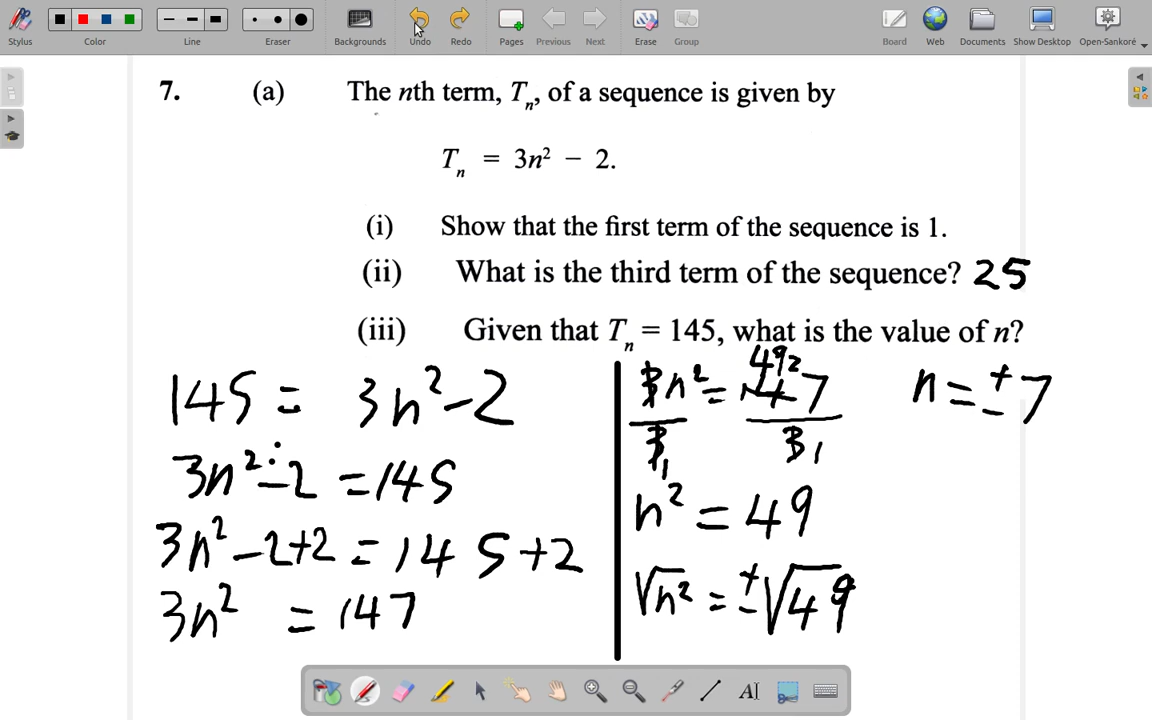 Stylus Color Line Eraser Backgrounds Undo Redo Pages Previous Next Erase Group Board Web Documents Show Desktop Open-Sankoré
7. (a) The nth term, Tₙ, of a sequence is given by
Tₙ = 3n² − 2.
(i) Show that the first term of the sequence is 1.
(ii) What is the third term of the sequence? 25
(iii) Given that Tₙ = 145, what is the value of n?
145 = 3n² - 2
3n² - 2 = 145
3n² - 2 + 2 = 145 + 2
3n² = 147
492
3n² = 147
3 1 3 1
n² = 49
√n² = ±√49
n = ±7
AI